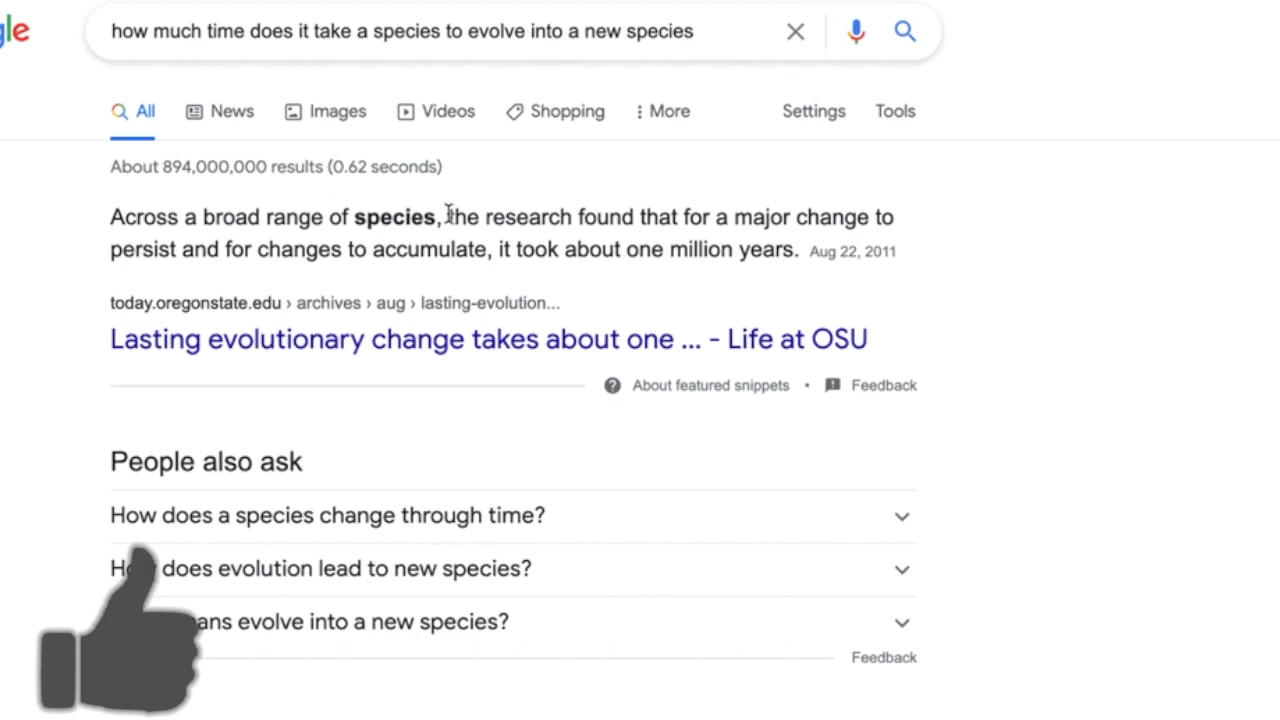 gle
how much time does it take a species to evolve into a new species
All News Images Videos Shopping More Settings Tools
About 894,000,000 results (0.62 seconds)
Across a broad range of species, the research found that for a major change to
persist and for changes to accumulate, it took about one million years. Aug 22, 2011
today.oregonstate.edu › archives › aug › lasting-evolution...
Lasting evolutionary change takes about one ... - Life at OSU
About featured snippets • Feedback
People also ask
How does a species change through time?
does evolution lead to new species?
evolve into a new species?
Feedback